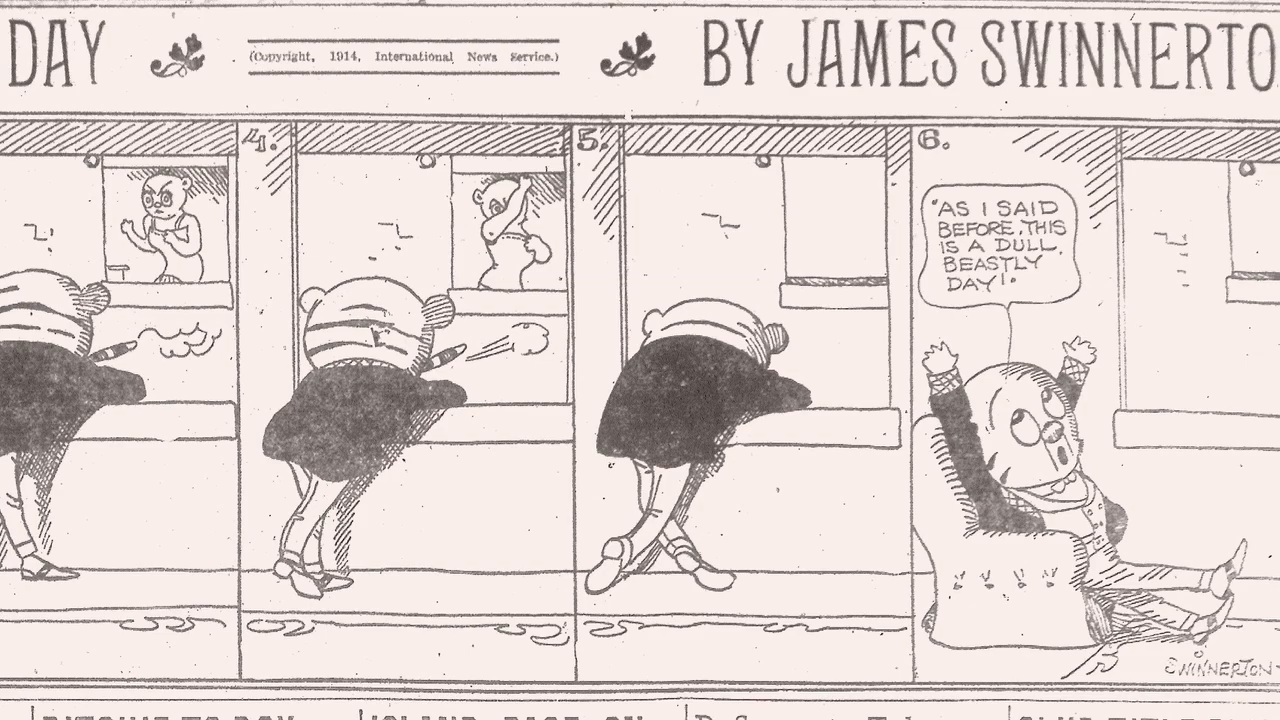 DAY (Copyright, 1914, International News Service.) BY JAMES SWINNERTO
4.
5.
6.
"AS I SAID
BEFORE, THIS
IS A DULL,
BEASTLY
DAY!"
SWINNERTON